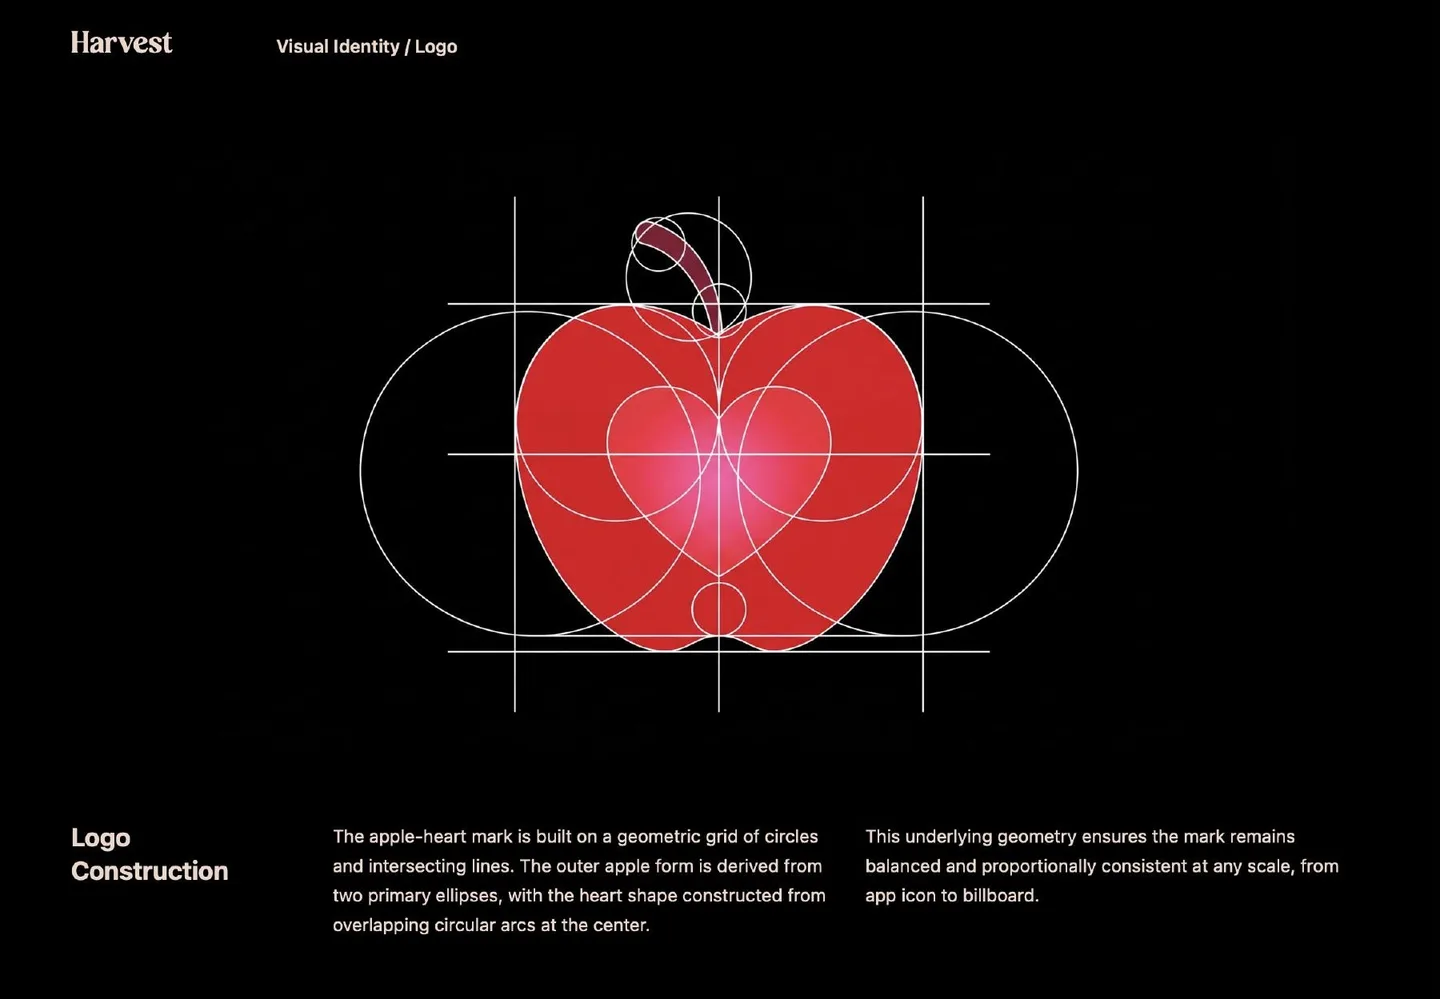 Harvest
Visual Identity / Logo
Logo
Construction
The apple-heart mark is built on a geometric grid of circles
and intersecting lines. The outer apple form is derived from
two primary ellipses, with the heart shape constructed from
overlapping circular arcs at the center.
This underlying geometry ensures the mark remains
balanced and proportionally consistent at any scale, from
app icon to billboard.